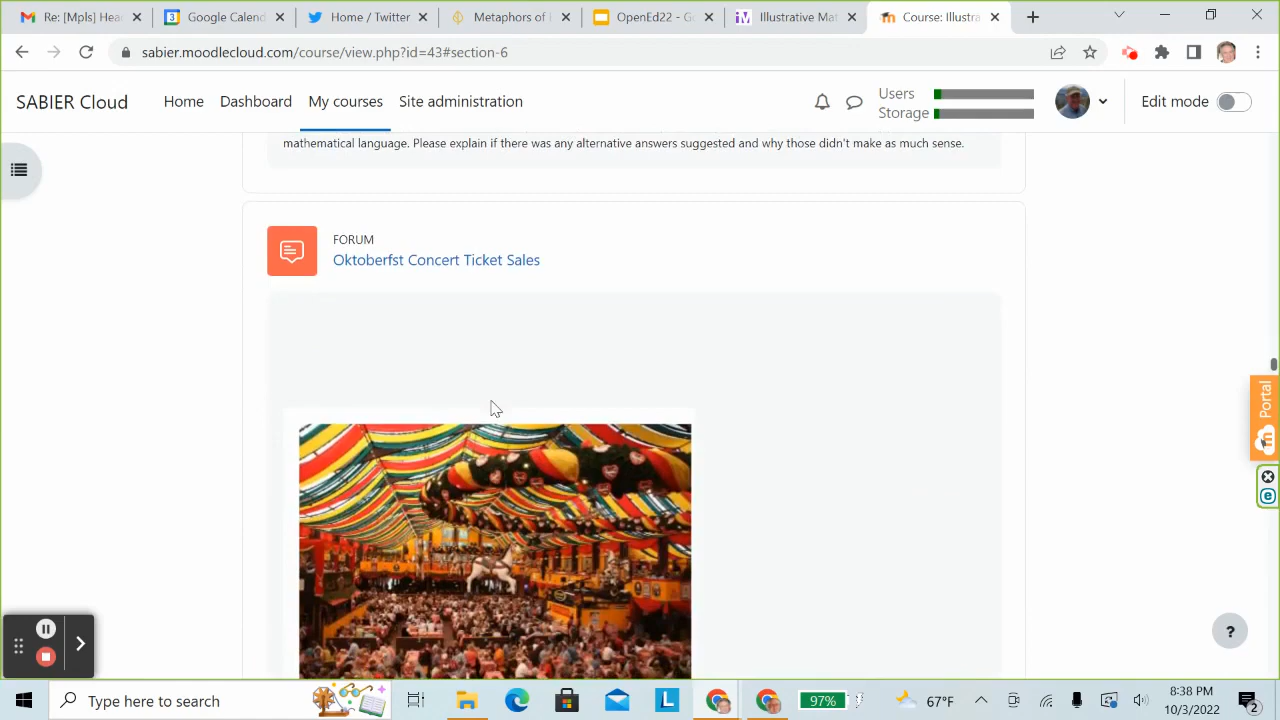 Re: [Mpls] Hea
Google Calend
Home / Twitter
Metaphors of
OpenEd22 - Go
Illustrative Mat
Course: Illustra
sabier.moodlecloud.com/course/view.php?id=43#section-6
SABIER Cloud
Home
Dashboard
My courses
Site administration
Users
Storage
Edit mode
mathematical language. Please explain if there was any alternative answers suggested and why those didn't make as much sense.
FORUM
Oktoberfst Concert Ticket Sales
Portal
?
Type here to search
97%
67°F
8:38 PM
10/3/2022
2